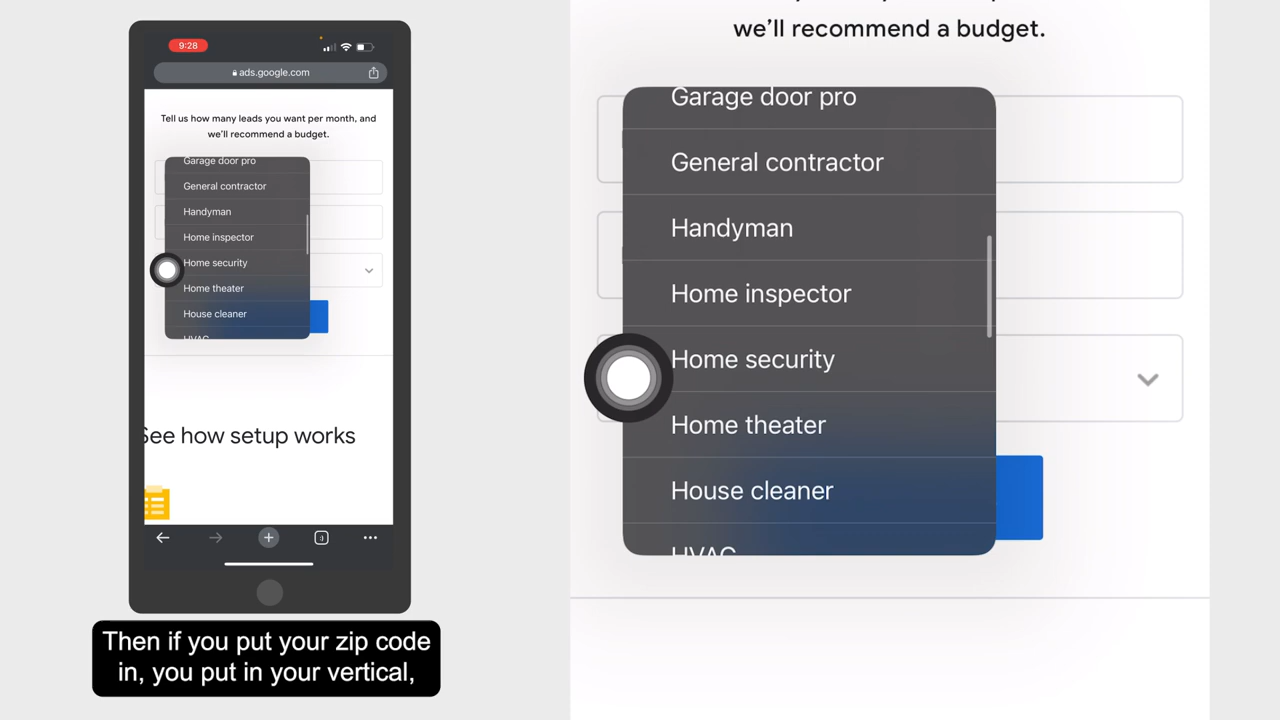 9:28
ads.google.com
Tell us how many leads you want per month, and
we'll recommend a budget.
Garage door pro
General contractor
Handyman
Home inspector
Home security
Home theater
House cleaner
HVAC
See how setup works
Then if you put your zip code
in, you put in your vertical,
we'll recommend a budget.
Garage door pro
General contractor
Handyman
Home inspector
Home security
Home theater
House cleaner
HVAC